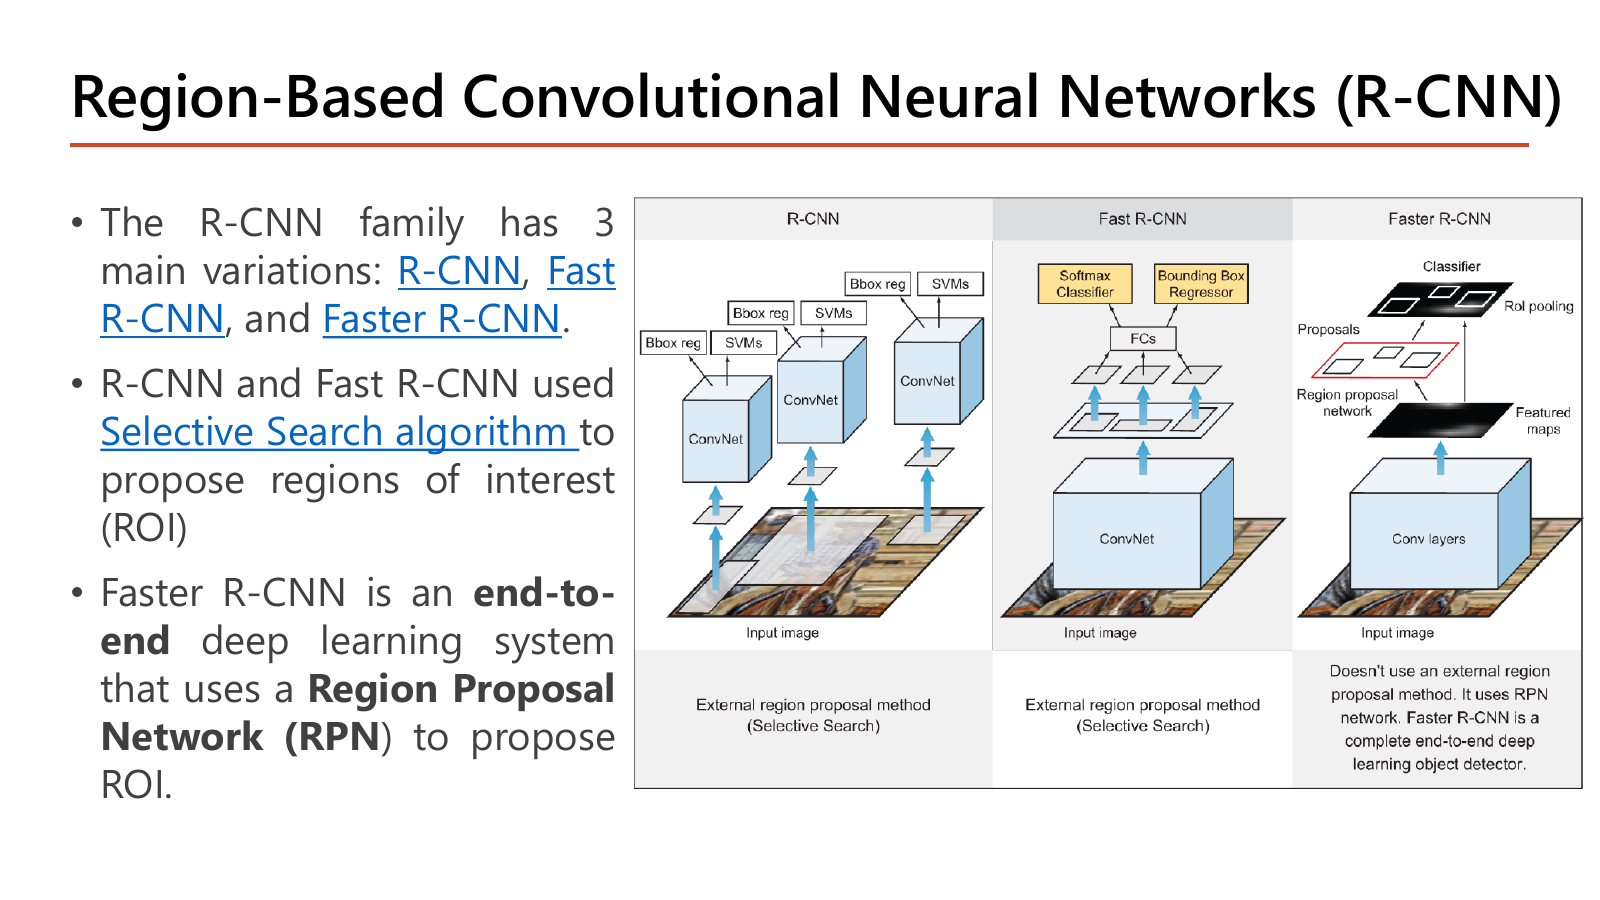 Region-Based Convolutional Neural Networks (R-CNN)
• The R-CNN family has 3
main variations: R-CNN, Fast
R-CNN, and Faster R-CNN.
• R-CNN and Fast R-CNN used
Selective Search algorithm to
propose regions of interest
(ROI)
• Faster R-CNN is an end-to-
end deep learning system
that uses a Region Proposal
Network (RPN) to propose
ROI.
R-CNN
Bbox reg
SVMs
Bbox reg
SVMs
Bbox reg
SVMs
ConvNet
ConvNet
ConvNet
Input image
External region proposal method
(Selective Search)
Fast R-CNN
Softmax
Classifier
Bounding Box
Regressor
FCs
ConvNet
Input image
External region proposal method
(Selective Search)
Faster R-CNN
Classifier
RoI pooling
Proposals
Region proposal
network
Featured
maps
Conv layers
Input image
Doesn't use an external region
proposal method. It uses RPN
network. Faster R-CNN is a
complete end-to-end deep
learning object detector.